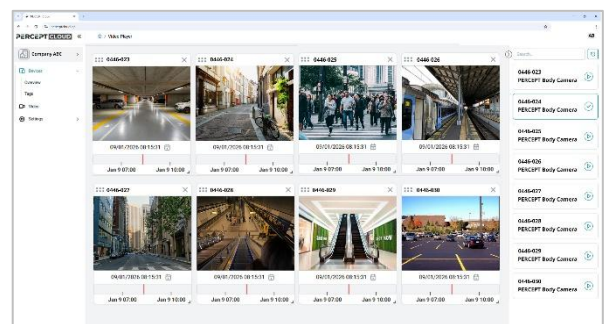 PERCEPT CLOUD
/ Video Player
Company ABC
Devices
Overview
Tags
Video
Settings
0446-023
0446-024
0446-025
0446-026
09/01/2026 08:15:31
09/01/2026 08:15:31
09/01/2026 08:15:31
09/01/2026 08:15:31
Jan 9 07:00 Jan 9 10:00
Jan 9 07:00 Jan 9 10:00
Jan 9 07:00 Jan 9 10:00
Jan 9 07:00 Jan 9 10:00
0446-027
0446-028
0446-029
0446-030
09/01/2026 08:15:31
09/01/2026 08:15:31
09/01/2026 08:15:31
09/01/2026 08:15:31
Jan 9 07:00 Jan 9 10:00
Jan 9 07:00 Jan 9 10:00
Jan 9 07:00 Jan 9 10:00
Jan 9 07:00 Jan 9 10:00
Search...
0446-023
PERCEPT Body Camera
0446-024
PERCEPT Body Camera
0446-025
PERCEPT Body Camera
0446-026
PERCEPT Body Camera
0446-027
PERCEPT Body Camera
0446-028
PERCEPT Body Camera
0446-029
PERCEPT Body Camera
0446-030
PERCEPT Body Camera